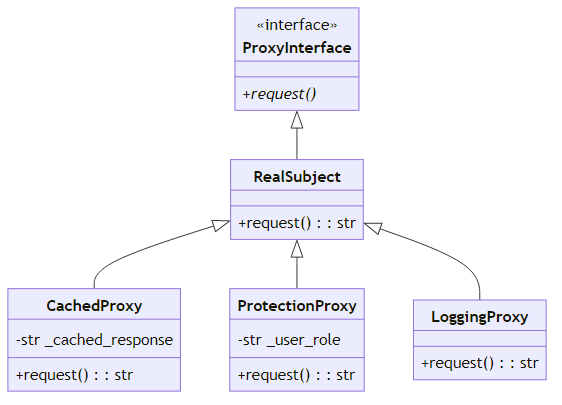 «interface»
ProxyInterface
+request()
RealSubject
+request() : : str
CachedProxy
-str _cached_response
+request() : : str
ProtectionProxy
-str _user_role
+request() : : str
LoggingProxy
+request() : : str